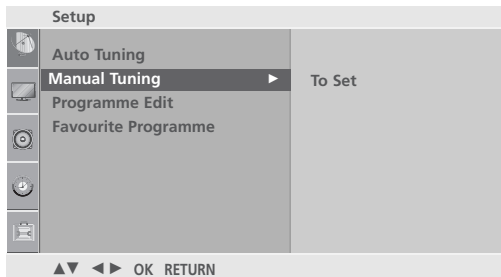 Setup
Auto Tuning
Manual Tuning ► To Set
Programme Edit
Favourite Programme
▲▼ ◄► OK RETURN